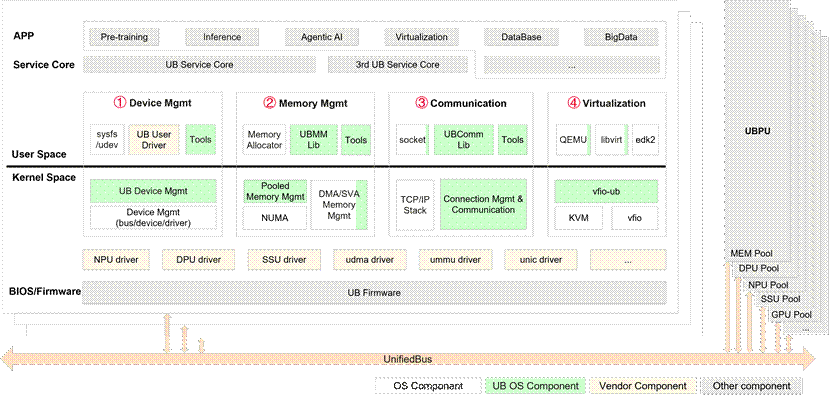 APP
Pre-training
Inference
Agentic AI
Virtualization
DataBase
BigData
Service Core
UB Service Core
3rd UB Service Core
...
① Device Mgmt
② Memory Mgmt
③ Communication
④ Virtualization
sysfs
/udev
UB User
Driver
Tools
Memory
Allocator
UBMM
Lib
Tools
socket
UBComm
Lib
Tools
QEMU
libvirt
edk2
User Space
Kernel Space
UB Device Mgmt
Device Mgmt
(bus/device/driver)
Pooled
Memory Mgmt
NUMA
DMA/SVA
Memory
Mgmt
TCP/IP
Stack
Connection Mgmt &
Communication
vfio-ub
KVM
vfio
NPU driver
DPU driver
SSU driver
udma driver
ummu driver
unic driver
...
BIOS/Firmware
UB Firmware
UBPU
MEM Pool
DPU Pool
NPU Pool
SSU Pool
GPU Pool
...
UnifiedBus
OS Component
UB OS Component
Vendor Component
Other component